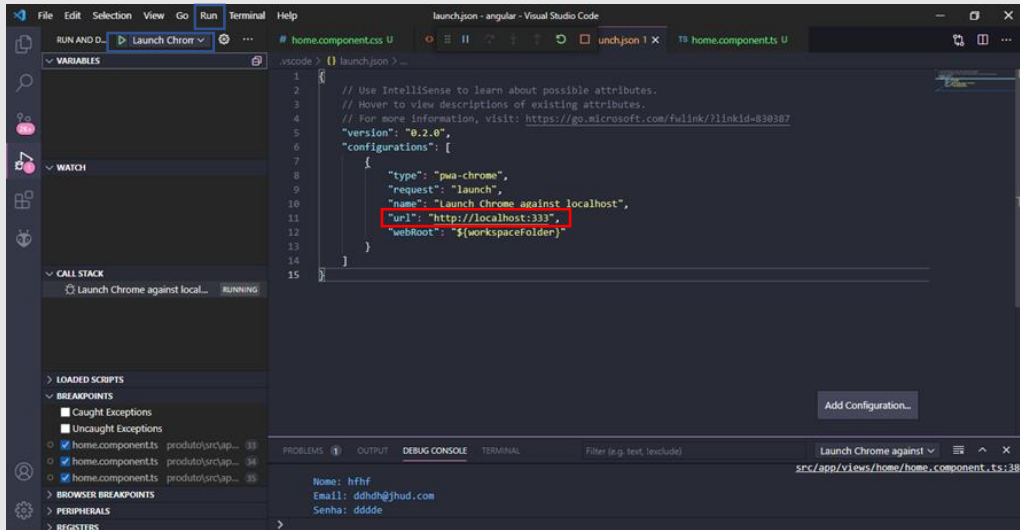 File Edit Selection View Go Run Terminal Help
launch.json - angular - Visual Studio Code
RUN AND D...
Launch Chrom
# home.component.css U
unch.json 1
TS home.component.ts U
.vscode > {} launch.json > ...
VARIABLES
WATCH
CALL STACK
Launch Chrome against local... RUNNING
LOADED SCRIPTS
BREAKPOINTS
Caught Exceptions
Uncaught Exceptions
home.component.ts produto\src\ap... 33
home.component.ts produto\src\ap... 34
home.component.ts produto\src\ap... 35
BROWSER BREAKPOINTS
PERIPHERALS
REGISTERS
1 {
2 // Use IntelliSense to learn about possible attributes.
3 // Hover to view descriptions of existing attributes.
4 // For more information, visit: https://go.microsoft.com/fwlink/?linkid=830387
5 "version": "0.2.0",
6 "configurations": [
7 {
8 "type": "pwa-chrome",
9 "request": "launch",
10 "name": "Launch Chrome against localhost",
11 "url": "http://localhost:333",
12 "webRoot": "${workspaceFolder}"
13 }
14 ]
15 }
Add Configuration...
PROBLEMS 1 OUTPUT DEBUG CONSOLE TERMINAL
Filter (e.g. text, !exclude)
Launch Chrome against
src/app/views/home/home.component.ts:38
Nome: hfhf
Email: ddhdh@jhud.com
Senha: dddde
>